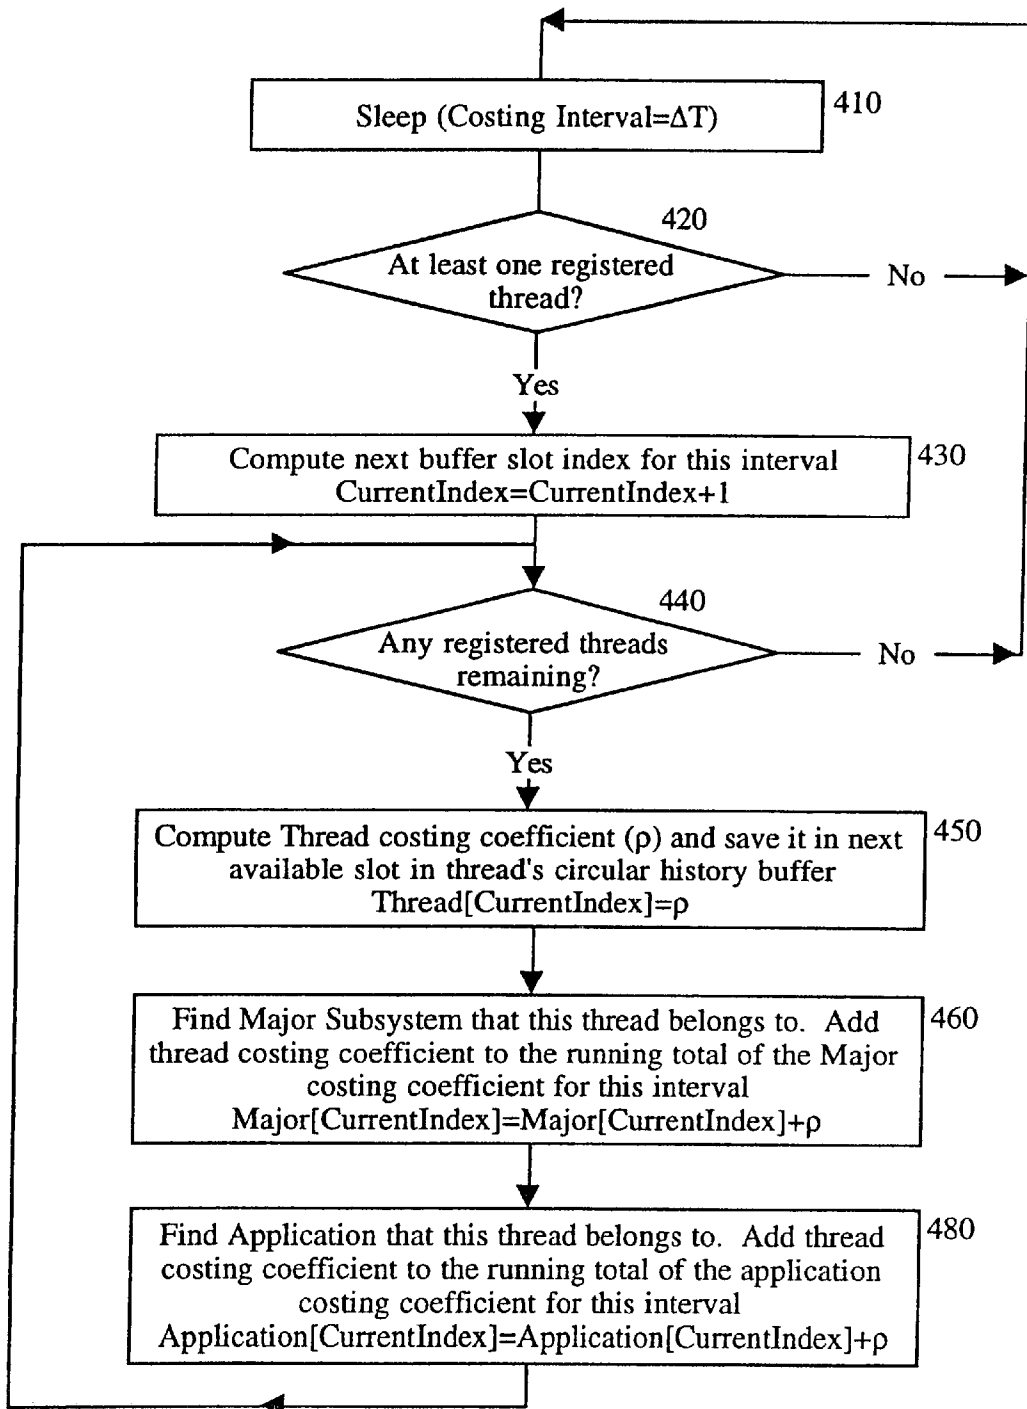 Sleep (Costing Interval=ΔT)
410
420
At least one registered
thread?
No
Yes
Compute next buffer slot index for this interval
CurrentIndex=CurrentIndex+1
430
440
Any registered threads
remaining?
No
Yes
Compute Thread costing coefficient (ρ) and save it in next
available slot in thread's circular history buffer
Thread[CurrentIndex]=ρ
450
Find Major Subsystem that this thread belongs to. Add
thread costing coefficient to the running total of the Major
costing coefficient for this interval
Major[CurrentIndex]=Major[CurrentIndex]+ρ
460
Find Application that this thread belongs to. Add thread
costing coefficient to the running total of the application
costing coefficient for this interval
Application[CurrentIndex]=Application[CurrentIndex]+ρ
480